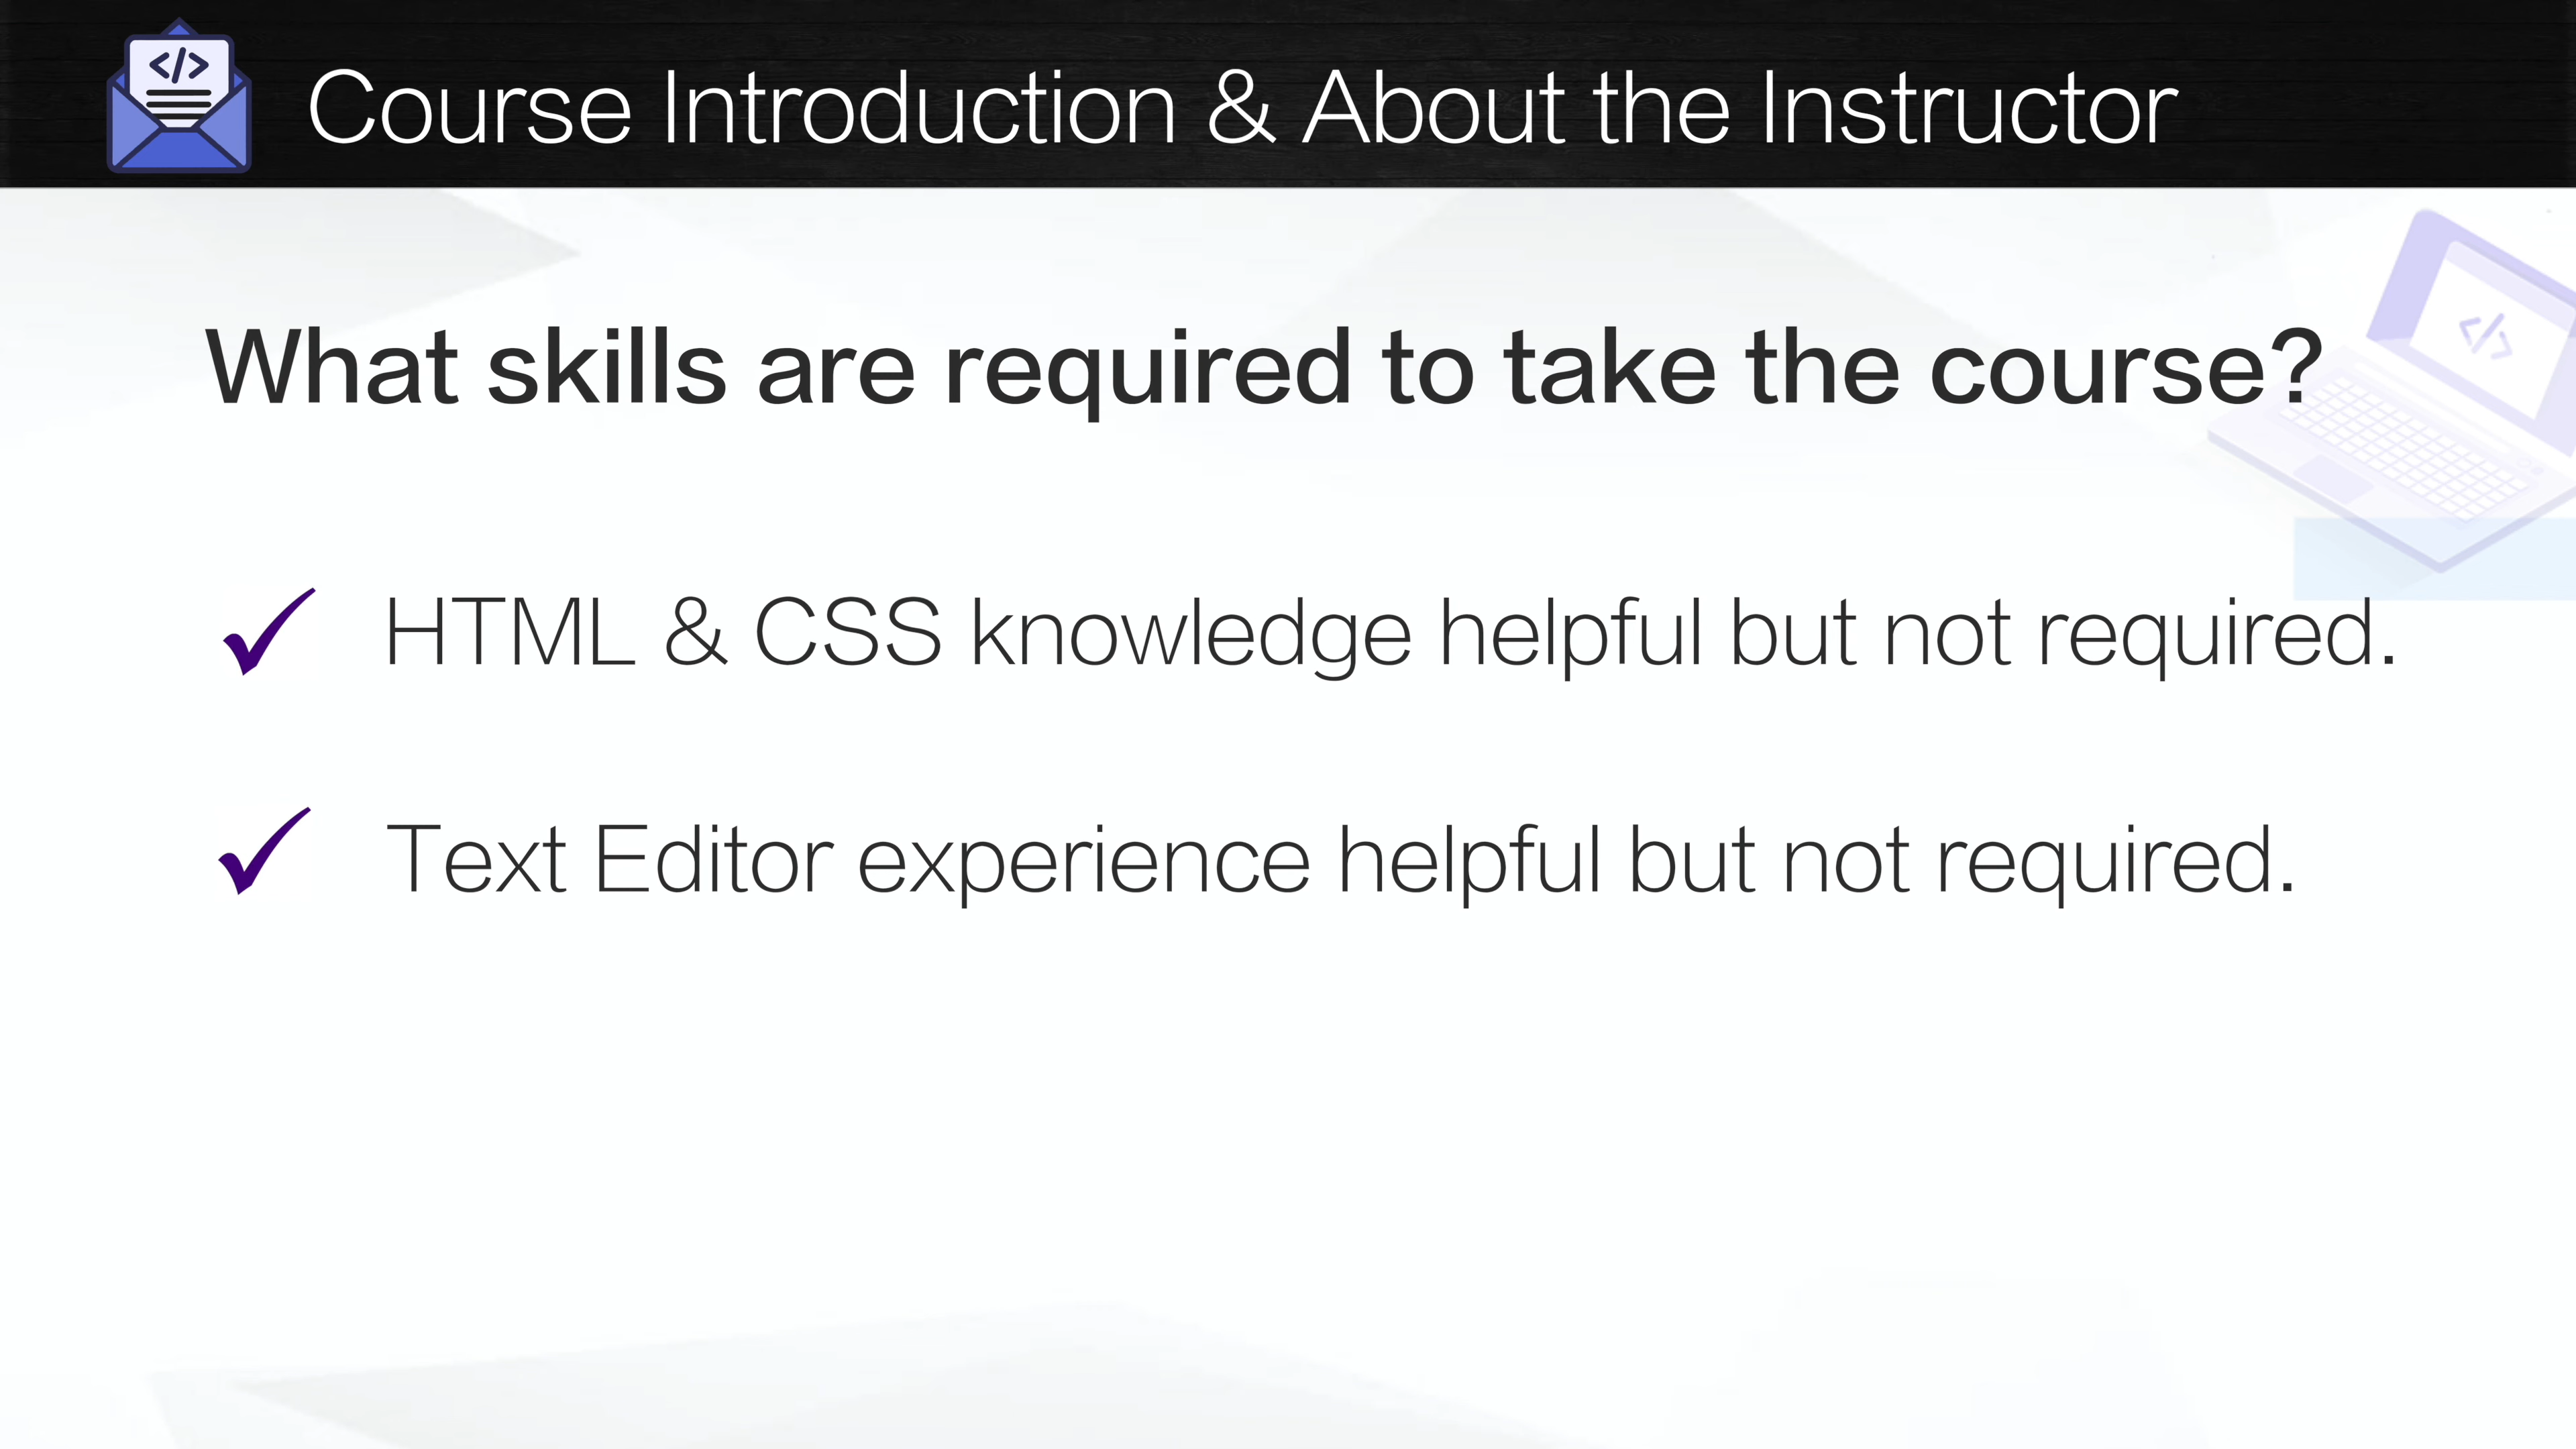 </>
Course Introduction & About the Instructor
What skills are required to take the course?
</>
HTML & CSS knowledge helpful but not required.
Text Editor experience helpful but not required.